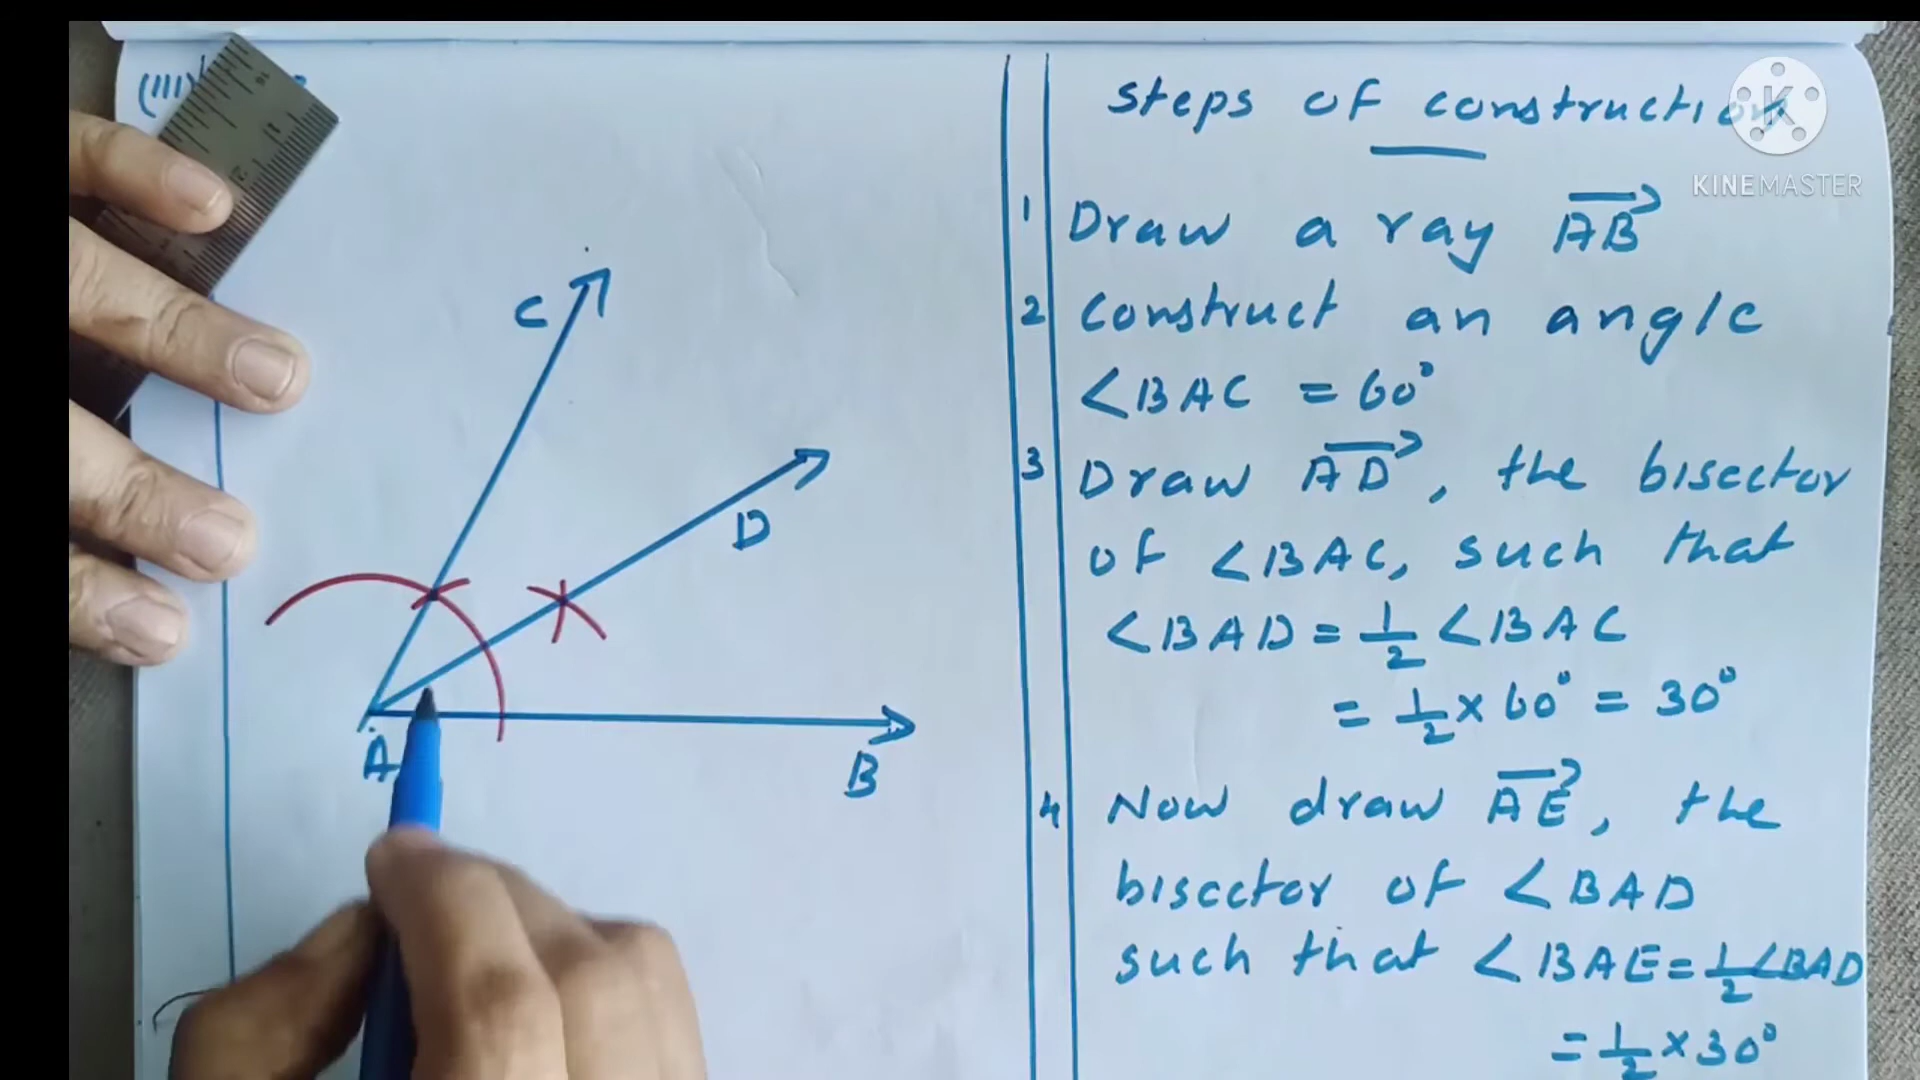 (III)
C
D
A
B
steps of construction
KINEMASTER
1 Draw a ray AB
2 construct an angle
∠BAC = 60°
3 Draw AD, the bisector
of ∠BAC, such that
∠BAD = 1/2 ∠BAC
= 1/2 × 60° = 30°
4 Now draw AE, the
bisector of ∠BAD
such that ∠BAE = 1/2 ∠BAD
= 1/2 × 30°